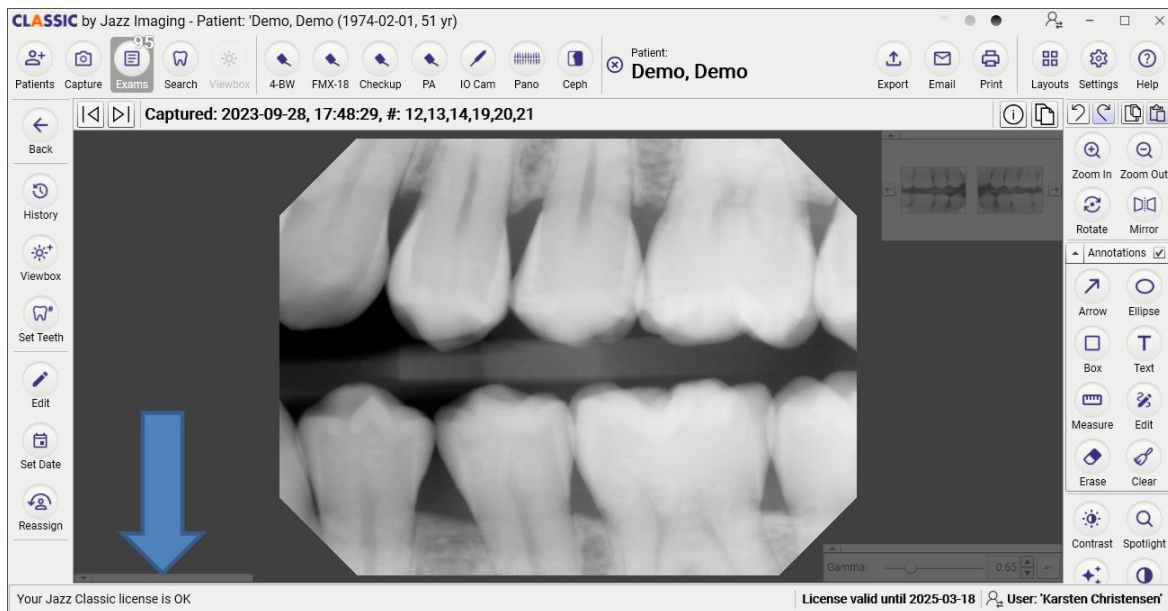 CLASSIC by Jazz Imaging - Patient: 'Demo, Demo (1974-02-01, 51 yr)
95
Patients Capture Exams Search Viewbox 4-BW FMX-18 Checkup PA IO Cam Pano Ceph
Patient:
Demo, Demo
Export Email Print Layouts Settings Help
Captured: 2023-09-28, 17:48:29, #: 12,13,14,19,20,21
Back
History
Viewbox
Set Teeth
Edit
Set Date
Reassign
Zoom In Zoom Out
Rotate Mirror
Annotations
Arrow Ellipse
Box Text
Measure Edit
Erase Clear
Contrast Spotlight
Gamma: 0.65
Your Jazz Classic license is OK
License valid until 2025-03-18 User: 'Karsten Christensen'